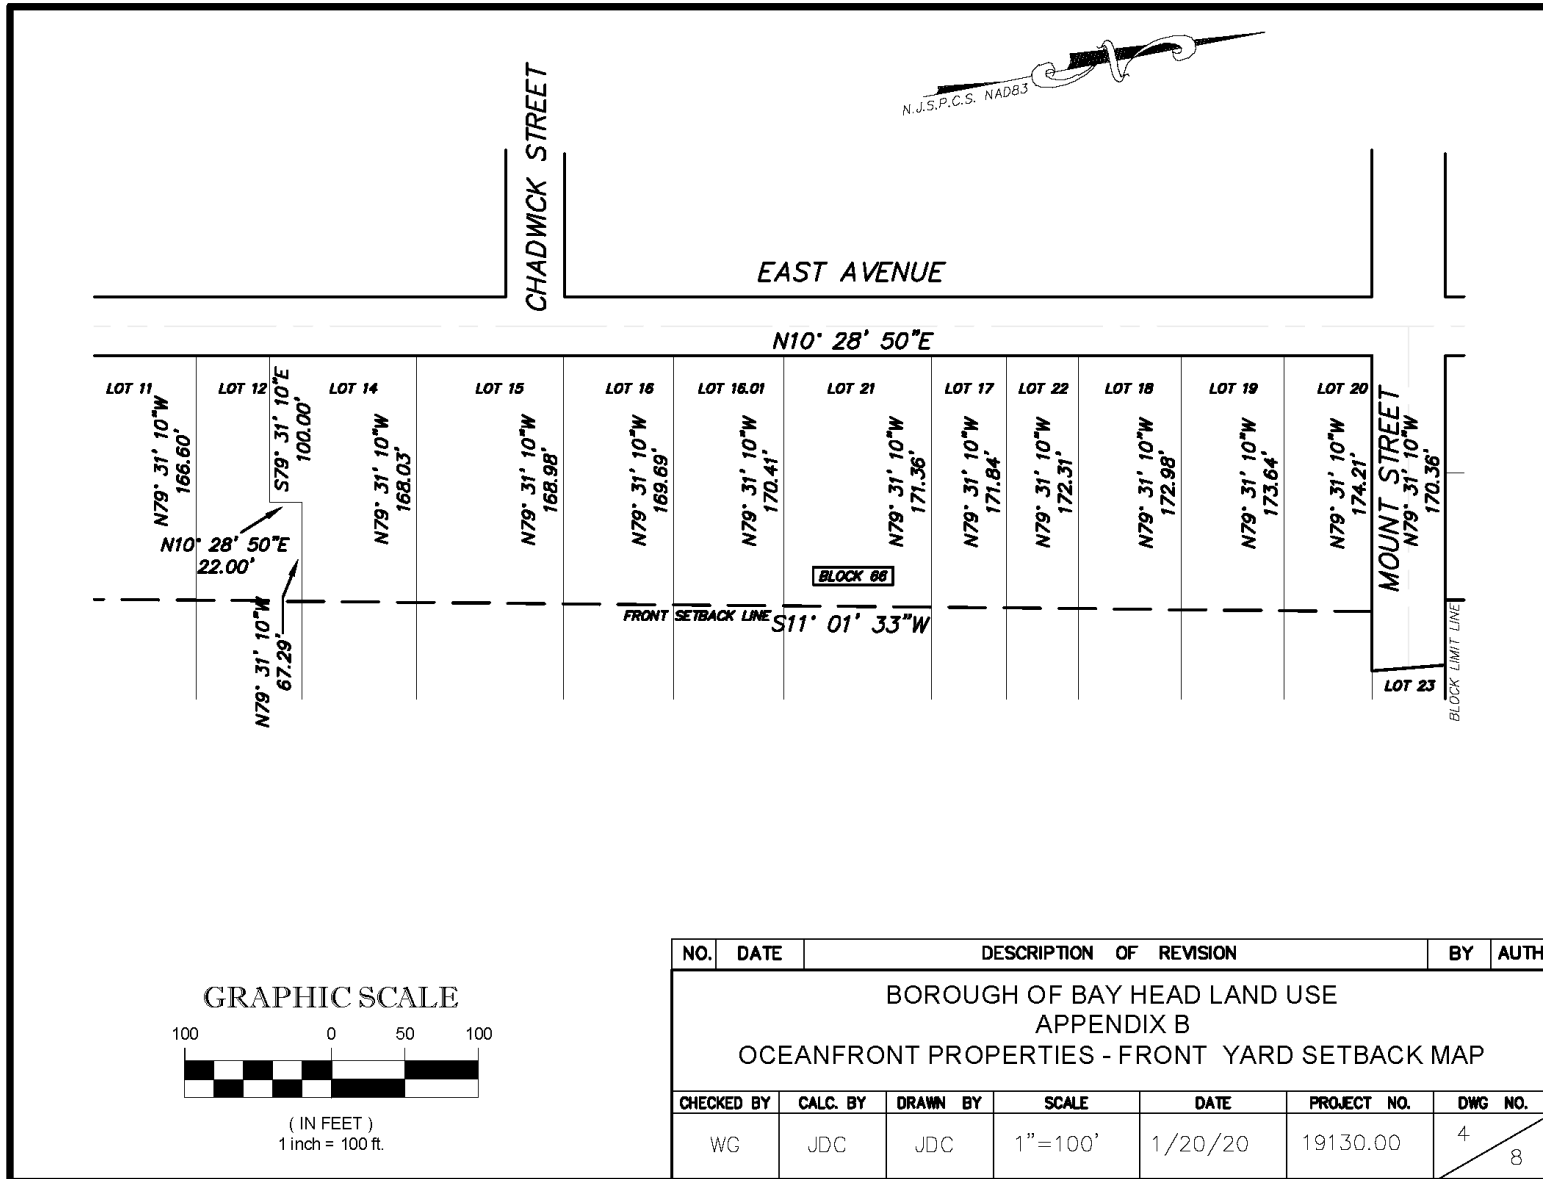 N.J.S.P.C.S. NAD83
CHADWICK STREET
EAST AVENUE
N10° 28' 50"E
LOT 11
LOT 12
LOT 14
LOT 15
LOT 16
LOT 16.01
LOT 21
LOT 17
LOT 22
LOT 18
LOT 19
LOT 20
N79° 31' 10"W
166.60'
S79° 31' 10"E
100.00'
N79° 31' 10"W
168.03'
N79° 31' 10"W
168.98'
N79° 31' 10"W
169.69'
N79° 31' 10"W
170.41'
N79° 31' 10"W
171.36'
N79° 31' 10"W
171.84'
N79° 31' 10"W
172.31'
N79° 31' 10"W
172.98'
N79° 31' 10"W
173.64'
N79° 31' 10"W
174.21'
MOUNT STREET
N79° 31' 10"W
170.36'
N10° 28' 50"E
22.00'
BLOCK 66
FRONT SETBACK LINE
S11° 01' 33"W
N79° 31' 10"W
67.29'
LOT 23
BLOCK LIMIT LINE
GRAPHIC SCALE
100 0 50 100
( IN FEET )
1 inch = 100 ft.
NO. DATE DESCRIPTION OF REVISION BY AUTH
BOROUGH OF BAY HEAD LAND USE
APPENDIX B
OCEANFRONT PROPERTIES - FRONT YARD SETBACK MAP
CHECKED BY CALC. BY DRAWN BY SCALE DATE PROJECT NO. DWG NO.
WG JDC JDC 1"=100' 1/20/20 19130.00 4
8